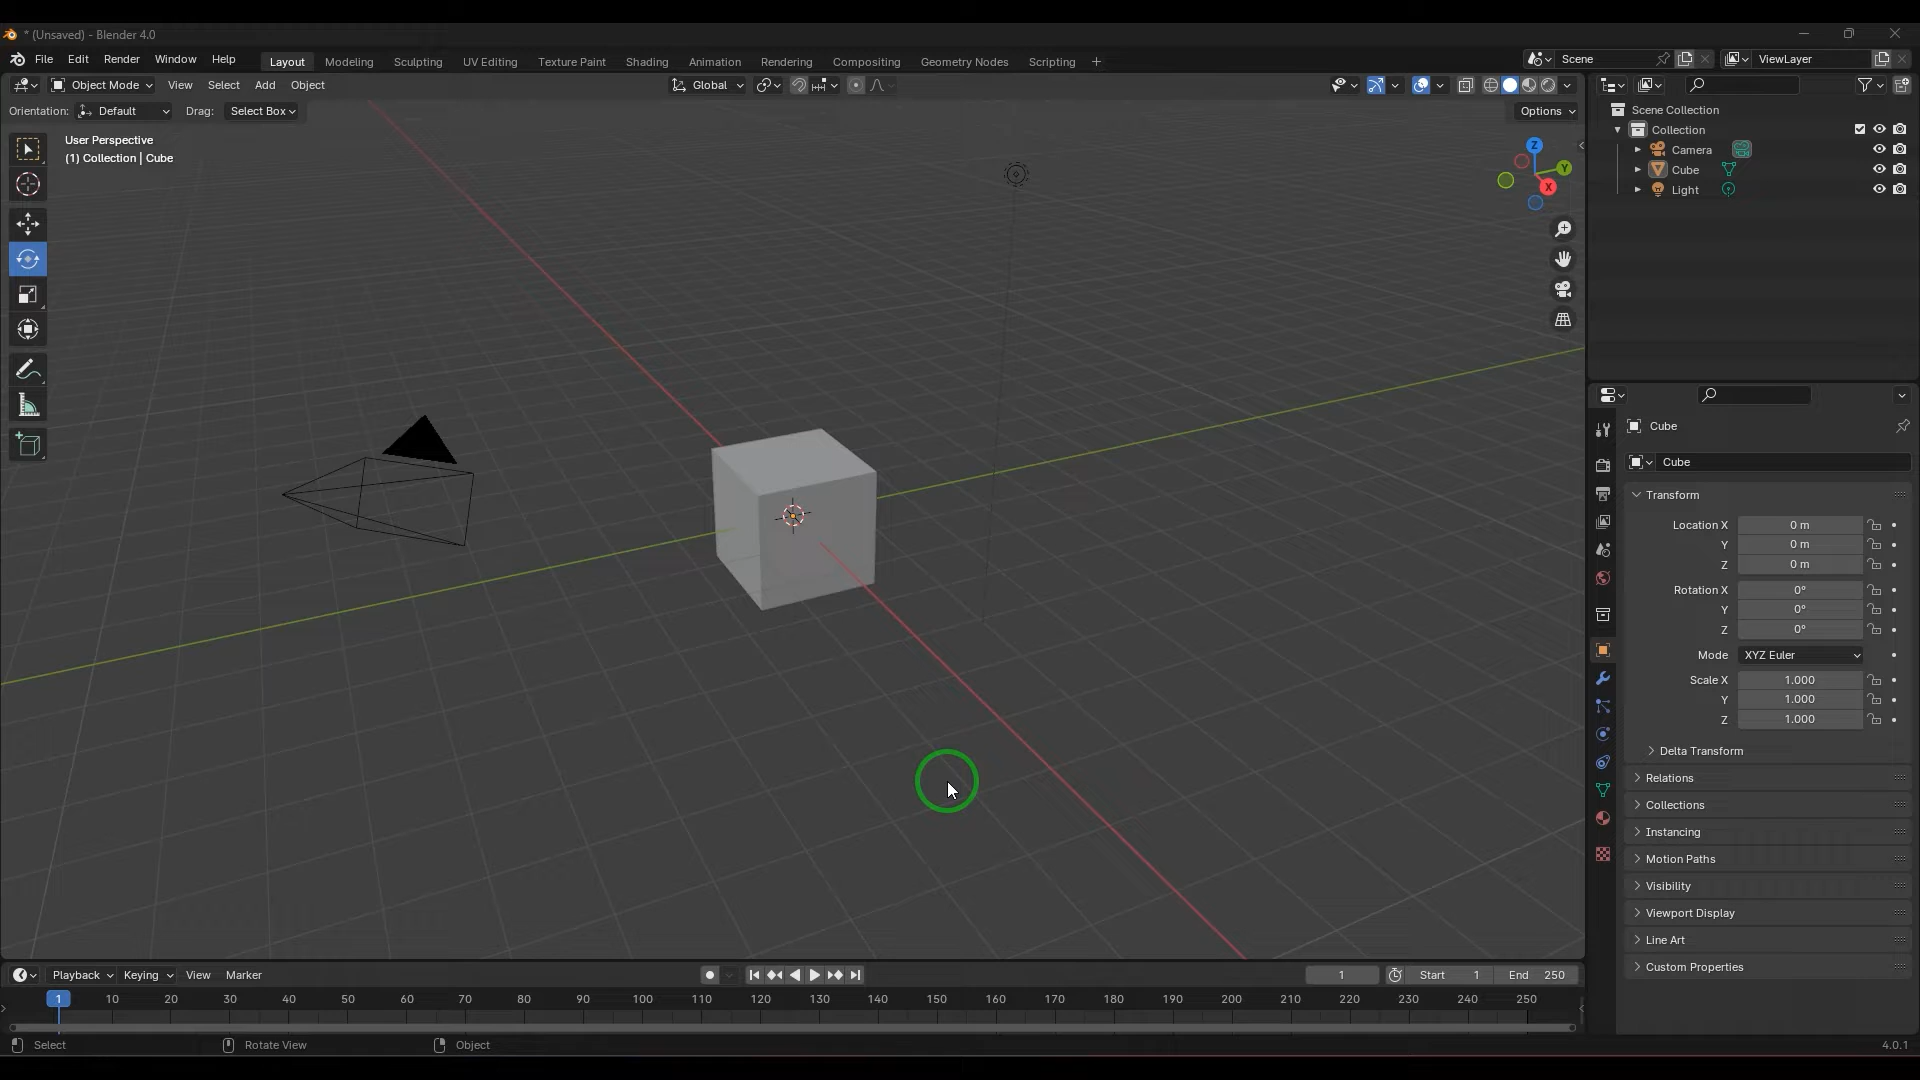 * (Unsaved) - Blender 4.0
File Edit Render Window Help Layout Modeling Sculpting UV Editing Texture Paint Shading Animation Rendering Compositing Geometry Nodes Scripting + Scene ViewLayer
Object Mode View Select Add Object Global
Orientation: Default Drag: Select Box Options
User Perspective
(1) Collection | Cube
Z
Y
X
Scene Collection
Collection
Camera
Cube
Light
Cube
Cube
Transform
Location X 0 m
Y 0 m
Z 0 m
Rotation X 0°
Y 0°
Z 0°
Mode XYZ Euler
Scale X 1.000
Y 1.000
Z 1.000
Delta Transform
Relations
Collections
Instancing
Motion Paths
Visibility
Viewport Display
Line Art
Custom Properties
Playback Keying View Marker 1 Start 1 End 250
1 10 20 30 40 50 60 70 80 90 100 110 120 130 140 150 160 170 180 190 200 210 220 230 240 250
Select Rotate View Object 4.0.1